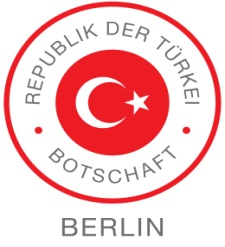 REPUBLIK DER TÜRKEI
BOTSCHAFT
BERLIN